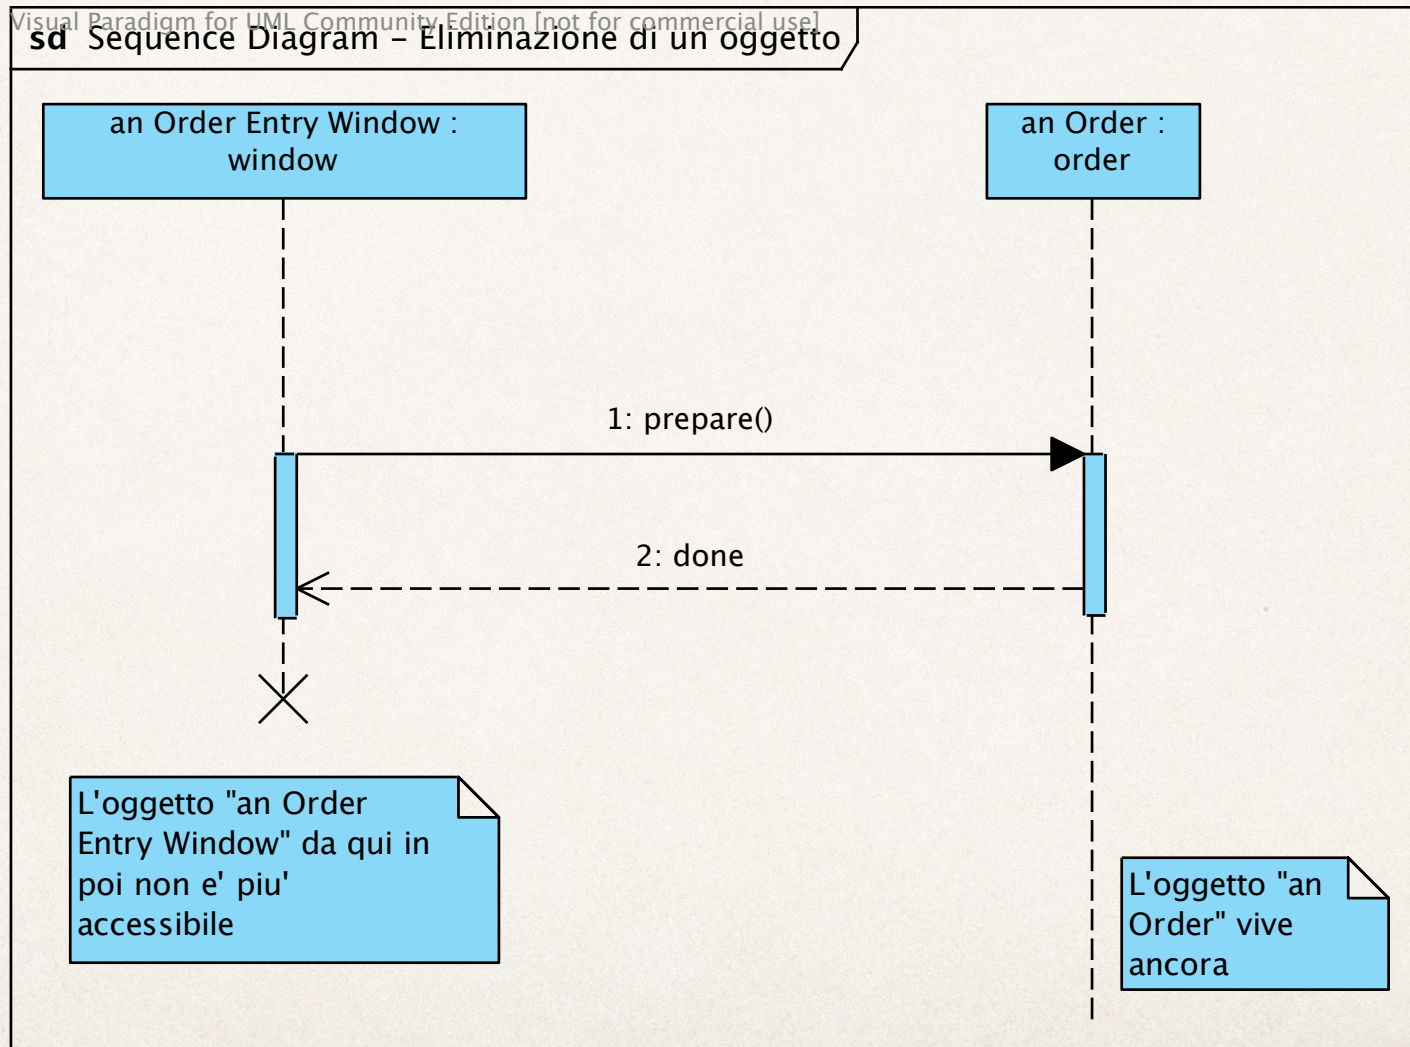 Visual Paradigm for UML Community Edition [not for commercial use]
sd Sequence Diagram – Eliminazione di un oggetto
an Order Entry Window :
window
an Order :
order
1: prepare()
2: done
L'oggetto "an Order
Entry Window" da qui in
poi non e' piu'
accessibile
L'oggetto "an
Order" vive
ancora